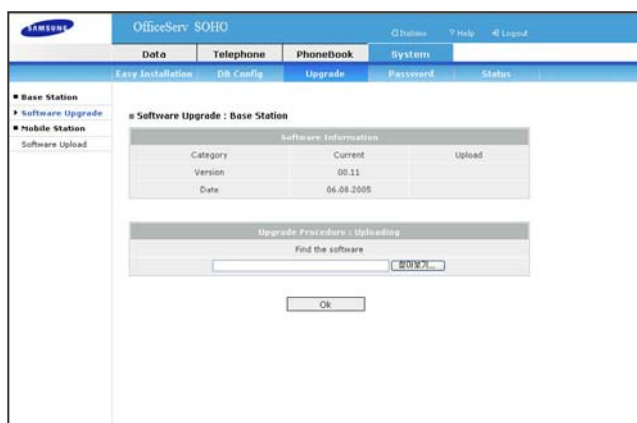 SAMSUNG
OfficeServ SOHO
Italiano ? Help Logout
Data Telephone PhoneBook System
Easy Installation DB Config Upgrade Password Status
Base Station
Software Upgrade
Mobile Station
Software Upload
Software Upgrade : Base Station
Software Information
Category Current Upload
Version 00.11
Date 06.08.2005
Upgrade Procedure : Uploading
Find the software
찾아보기...
Ok